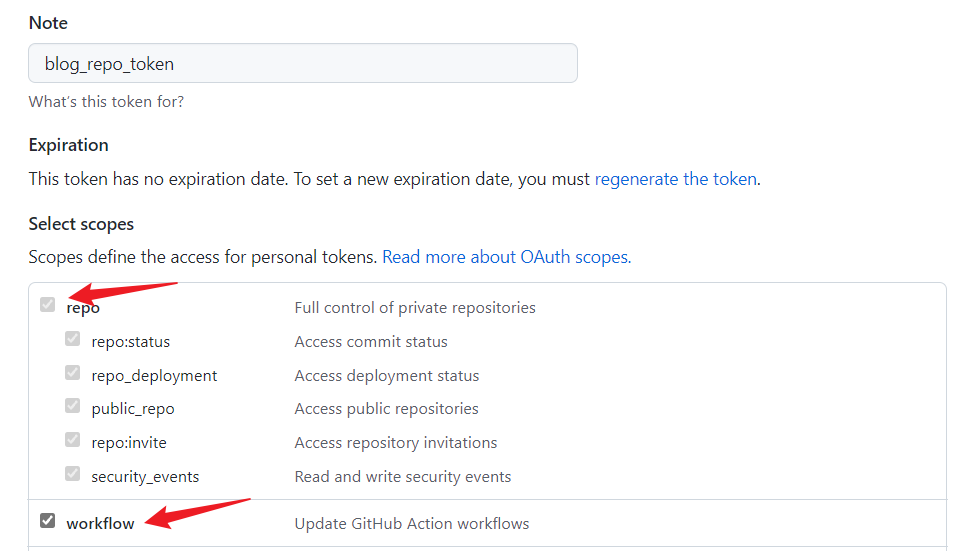 Note
blog_repo_token
What's this token for?
Expiration
This token has no expiration date. To set a new expiration date, you must regenerate the token.
Select scopes
Scopes define the access for personal tokens. Read more about OAuth scopes.
repo Full control of private repositories
repo:status Access commit status
repo_deployment Access deployment status
public_repo Access public repositories
repo:invite Access repository invitations
security_events Read and write security events
workflow Update GitHub Action workflows